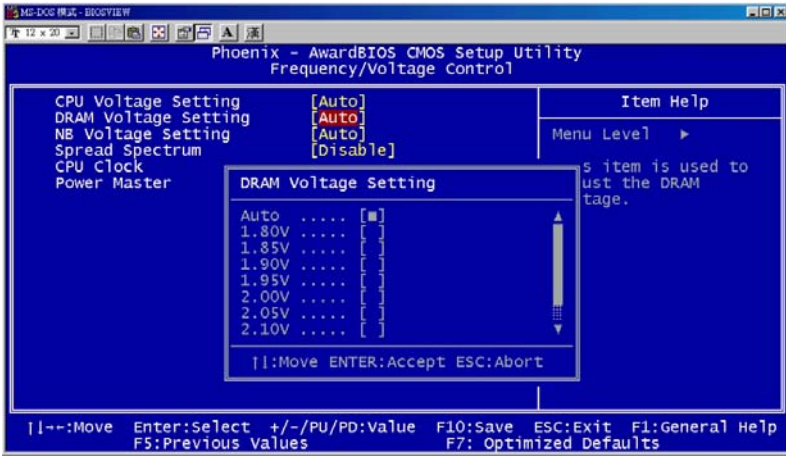 MS-DOS 模式 - BIOSVIEW
12 x 20 A 漢
Phoenix - AwardBIOS CMOS Setup Utility
Frequency/Voltage Control
CPU Voltage Setting [Auto]
DRAM Voltage Setting [Auto]
NB Voltage Setting [Auto]
Spread Spectrum [Disable]
CPU Clock
Power Master
Item Help
Menu Level ▶
s item is used to
ust the DRAM
tage.
DRAM Voltage Setting
Auto ..... [■]
1.80V ..... [ ]
1.85V ..... [ ]
1.90V ..... [ ]
1.95V ..... [ ]
2.00V ..... [ ]
2.05V ..... [ ]
2.10V ..... [ ]
↑↓:Move ENTER:Accept ESC:Abort
↑↓→←:Move Enter:Select +/-/PU/PD:Value F10:Save ESC:Exit F1:General Help
F5:Previous Values F7: Optimized Defaults